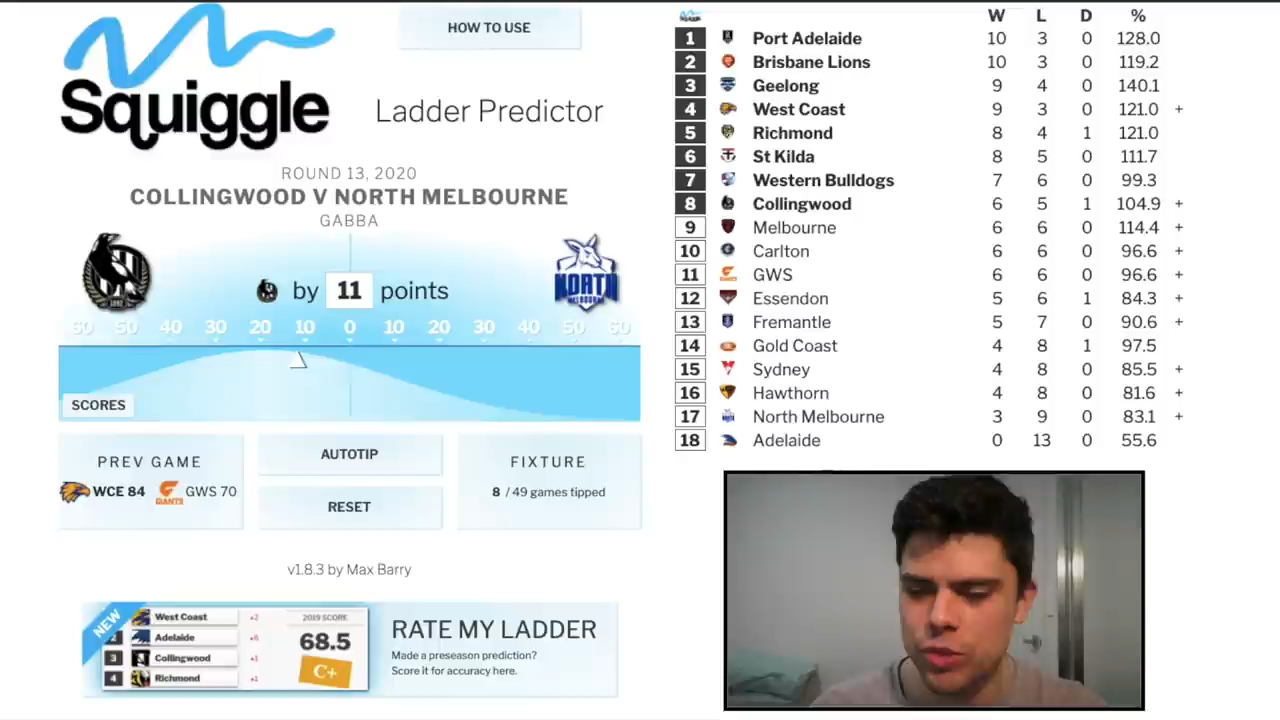 HOW TO USE
Squiggle
Ladder Predictor
ROUND 13, 2020
COLLINGWOOD V NORTH MELBOURNE
GABBA
by 11 points
60 50 40 30 20 10 0 10 20 30 40 50 60
SCORES
PREV GAME
WCE 84 GWS 70
AUTOTIP
RESET
FIXTURE
8 / 49 games tipped
v1.8.3 by Max Barry
NEW
West Coast
2 Adelaide
3 Collingwood
4 Richmond
2019 SCORE
68.5
C+
RATE MY LADDER
Made a preseason prediction?
Score it for accuracy here.
W L D %
1 Port Adelaide 10 3 0 128.0
2 Brisbane Lions 10 3 0 119.2
3 Geelong 9 4 0 140.1
4 West Coast 9 3 0 121.0 +
5 Richmond 8 4 1 121.0
6 St Kilda 8 5 0 111.7
7 Western Bulldogs 7 6 0 99.3
8 Collingwood 6 5 1 104.9 +
9 Melbourne 6 6 0 114.4 +
10 Carlton 6 6 0 96.6 +
11 GWS 6 6 0 96.6 +
12 Essendon 5 6 1 84.3 +
13 Fremantle 5 7 0 90.6 +
14 Gold Coast 4 8 1 97.5
15 Sydney 4 8 0 85.5 +
16 Hawthorn 4 8 0 81.6 +
17 North Melbourne 3 9 0 83.1 +
18 Adelaide 0 13 0 55.6